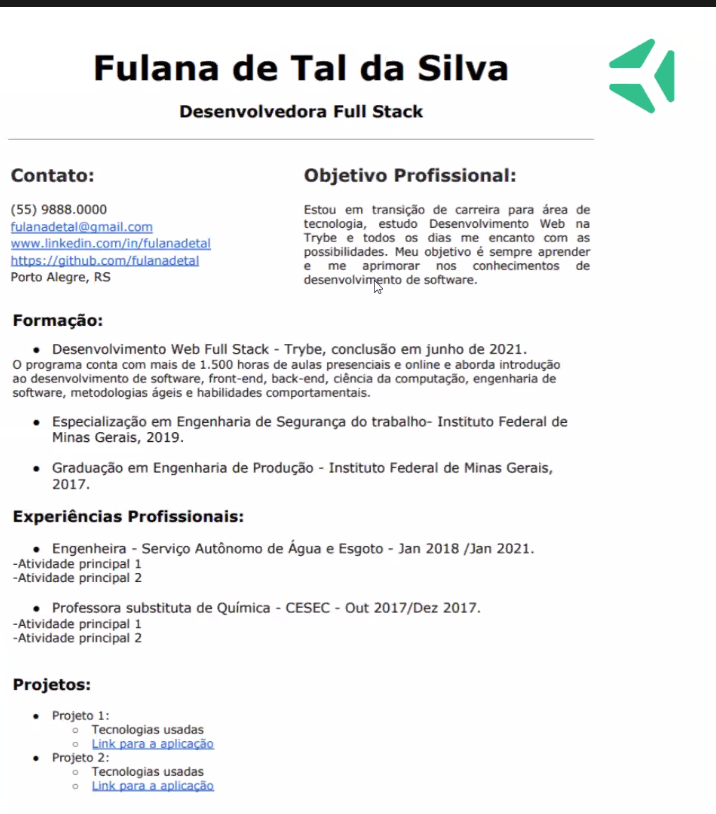 Fulana de Tal da Silva
Desenvolvedora Full Stack
Contato:
(55) 9888.0000
fulanadetal@gmail.com
www.linkedin.com/in/fulanadetal
https://github.com/fulanadetal
Porto Alegre, RS
Objetivo Profissional:
Estou em transição de carreira para área de
tecnologia, estudo Desenvolvimento Web na
Trybe e todos os dias me encanto com as
possibilidades. Meu objetivo é sempre aprender
e me aprimorar nos conhecimentos de
desenvolvimento de software.
Formação:
● Desenvolvimento Web Full Stack - Trybe, conclusão em junho de 2021.
O programa conta com mais de 1.500 horas de aulas presenciais e online e aborda introdução
ao desenvolvimento de software, front-end, back-end, ciência da computação, engenharia de
software, metodologias ágeis e habilidades comportamentais.
● Especialização em Engenharia de Segurança do trabalho- Instituto Federal de
Minas Gerais, 2019.
● Graduação em Engenharia de Produção - Instituto Federal de Minas Gerais,
2017.
Experiências Profissionais:
● Engenheira - Serviço Autônomo de Água e Esgoto - Jan 2018 /Jan 2021.
-Atividade principal 1
-Atividade principal 2
● Professora substituta de Química - CESEC - Out 2017/Dez 2017.
-Atividade principal 1
-Atividade principal 2
Projetos:
● Projeto 1:
○ Tecnologias usadas
○ Link para a aplicação
● Projeto 2:
○ Tecnologias usadas
○ Link para a aplicação